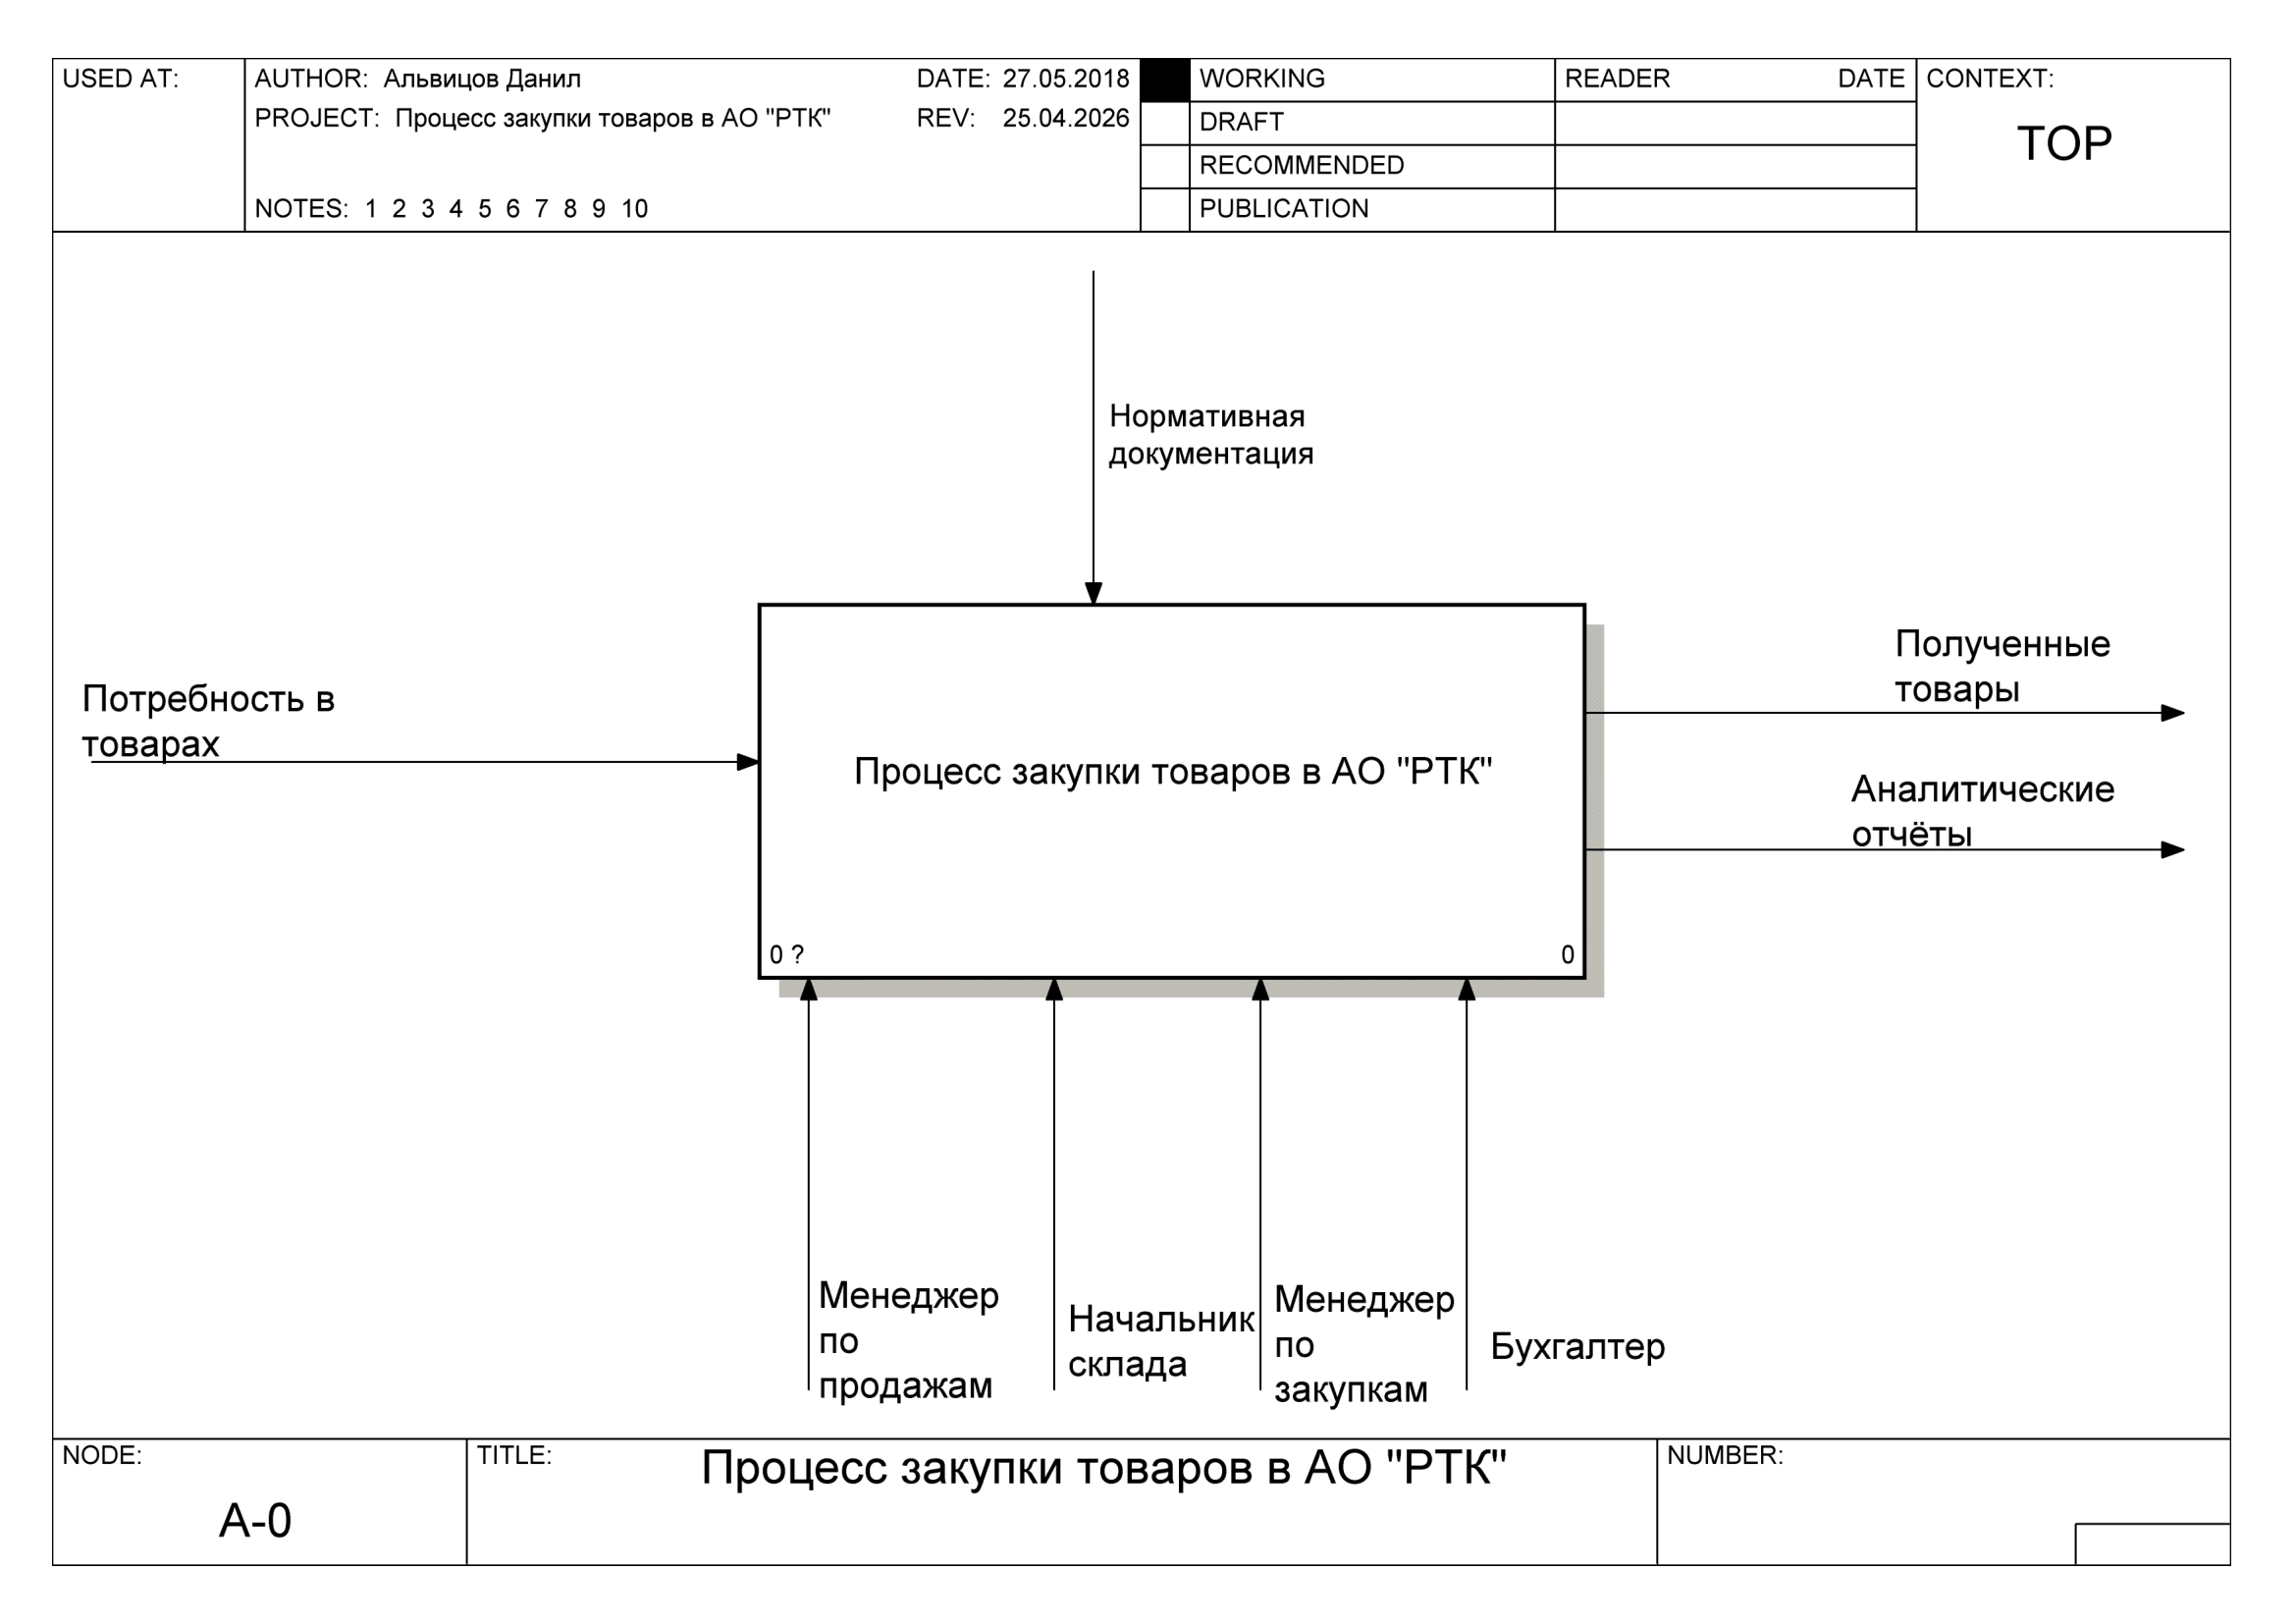 USED AT:
AUTHOR: Альвицов Данил
DATE: 27.05.2018
PROJECT: Процесс закупки товаров в АО "РТК"
REV: 25.04.2026
NOTES: 1 2 3 4 5 6 7 8 9 10
WORKING
DRAFT
RECOMMENDED
PUBLICATION
READER DATE
CONTEXT:
TOP
Нормативная
документация
Потребность в
товарах
Процесс закупки товаров в АО "РТК"
0 ?
0
Полученные
товары
Аналитические
отчёты
Менеджер
по
продажам
Начальник
склада
Менеджер
по
закупкам
Бухгалтер
NODE:
A-0
TITLE:
Процесс закупки товаров в АО "РТК"
NUMBER: